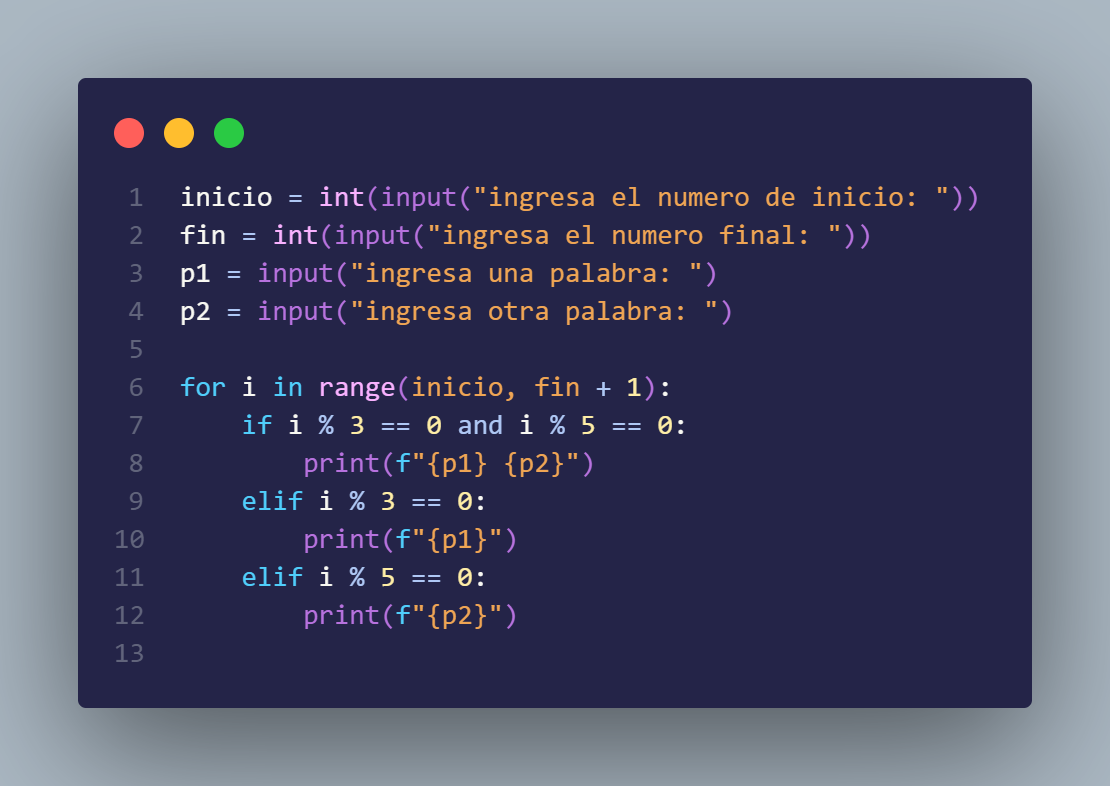 1 inicio = int(input("ingresa el numero de inicio: "))
2 fin = int(input("ingresa el numero final: "))
3 p1 = input("ingresa una palabra: ")
4 p2 = input("ingresa otra palabra: ")
5
6 for i in range(inicio, fin + 1):
7     if i % 3 == 0 and i % 5 == 0:
8         print(f"{p1} {p2}")
9     elif i % 3 == 0:
10         print(f"{p1}")
11     elif i % 5 == 0:
12         print(f"{p2}")
13